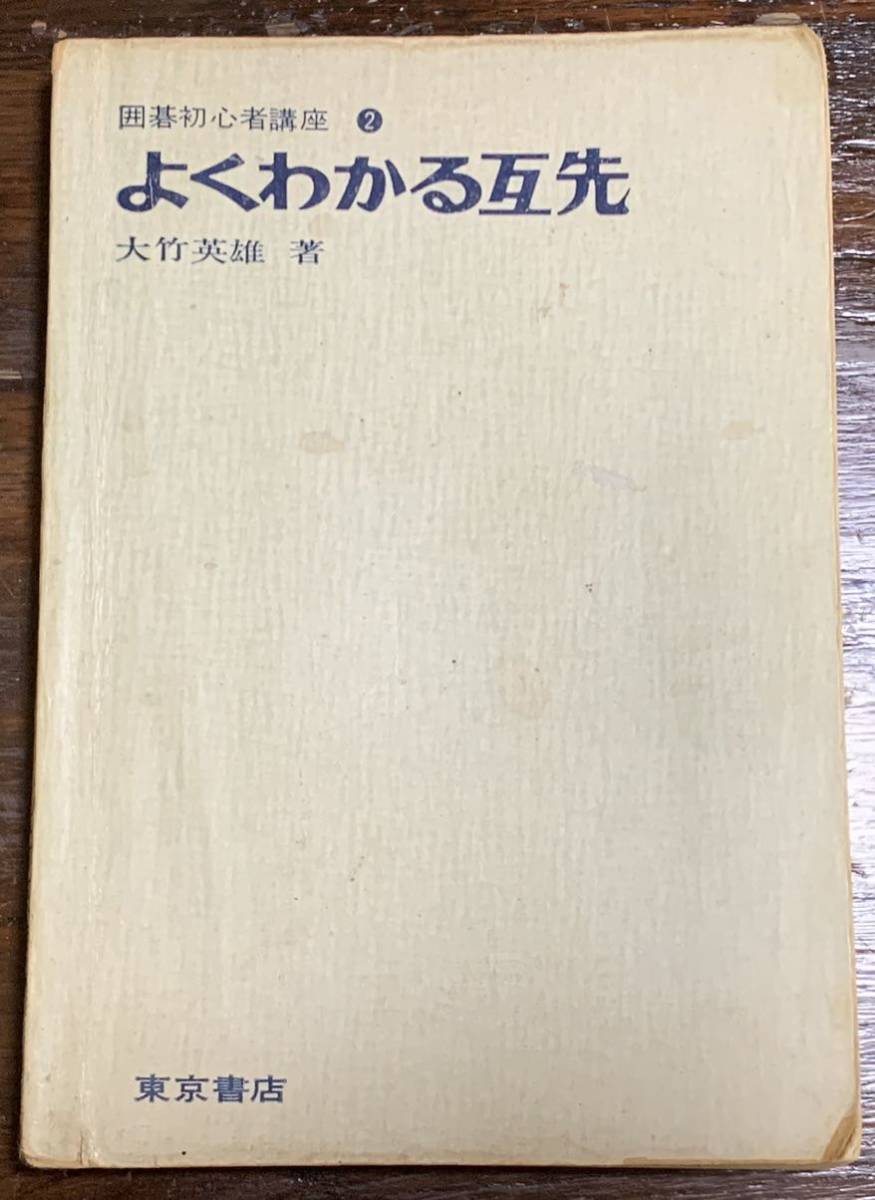 囲碁初心者講座 ❷
よくわかる互先
大竹英雄 著
東京書店